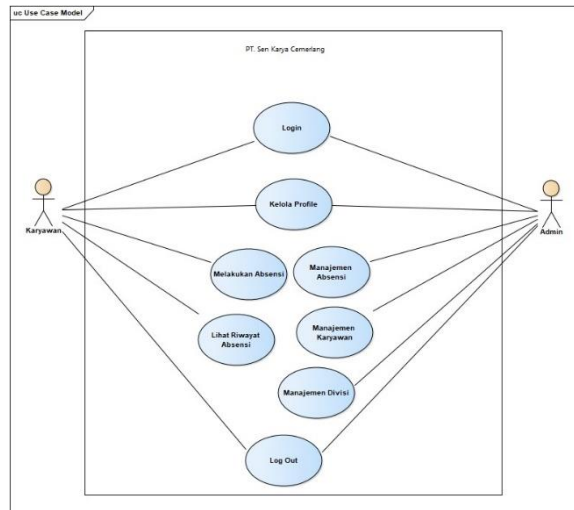 uc Use Case Model
PT. Sen Karya Cemerlang
Login
Kelola Profile
Karyawan
Admin
Melakukan Absensi
Manajemen
Absensi
Lihat Riwayat
Absensi
Manajemen
Karyawan
Manajemen Divisi
Log Out